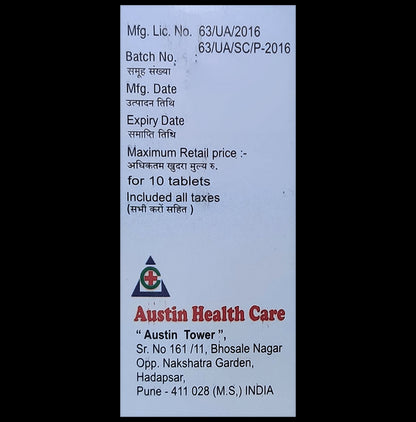 Mfg. Lic. No. 63/UA/2016
63/UA/SC/P-2016
Batch No.
समूह संख्या
Mfg. Date
उत्पादन तिथि
Expiry Date
समाप्ति तिथि
Maximum Retail price :-
अधिकतम खुदरा मुल्य रु.
for 10 tablets
Included all taxes
(सभी करों सहित )
Austin Health Care
“ Austin Tower ”,
Sr. No 161 /11, Bhosale Nagar
Opp. Nakshatra Garden,
Hadapsar,
Pune - 411 028 (M.S,) INDIA